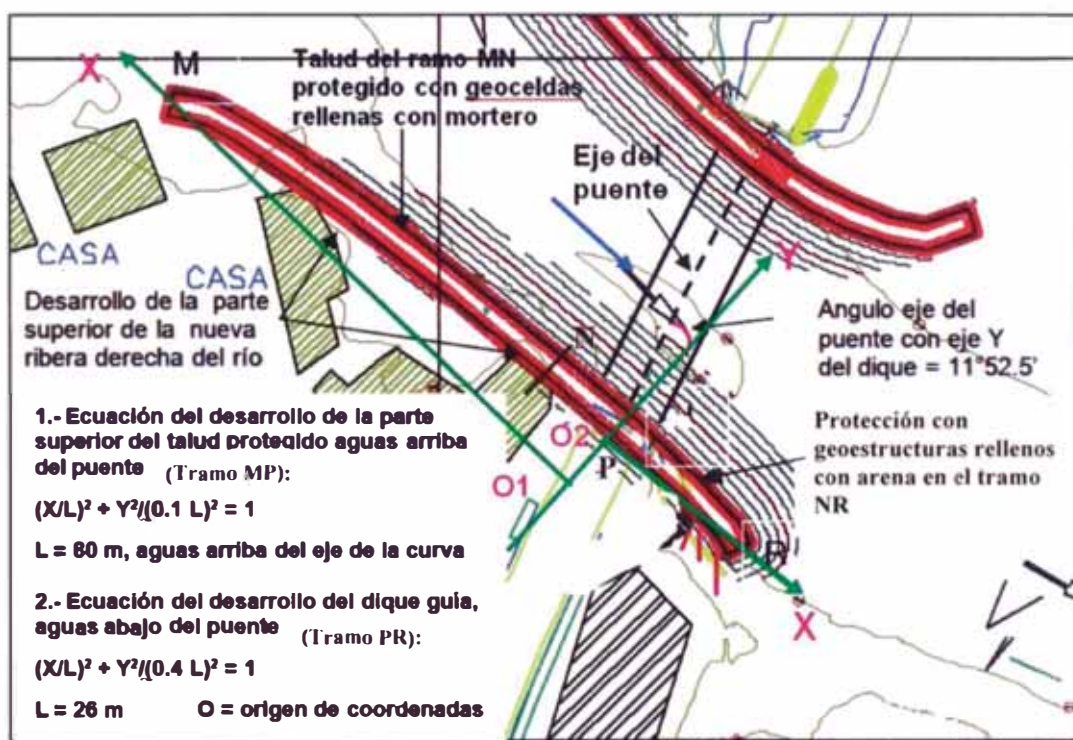 X
M
Talud del ramo MN
protegido con geoceldas
rellenas con mortero
Eje del
puente
Y
CASA
CASA
Desarrollo de la parte
superior de la nueva
ribera derecha del río
Angulo eje del
puente con eje Y
del dique = 11°52.5'
N
O2
P
O1
Protección con
geoestructuras rellenos
con arena en el tramo
NR
R
X
1.- Ecuación del desarrollo de la parte
superior del talud protegido aguas arriba
del puente (Tramo MP):
(X/L)² + Y²/(0.1 L)² = 1
L = 80 m, aguas arriba del eje de la curva
2.- Ecuación del desarrollo del dique guía,
aguas abajo del puente (Tramo PR):
(X/L)² + Y²/(0.4 L)² = 1
L = 26 m O = origen de coordenadas